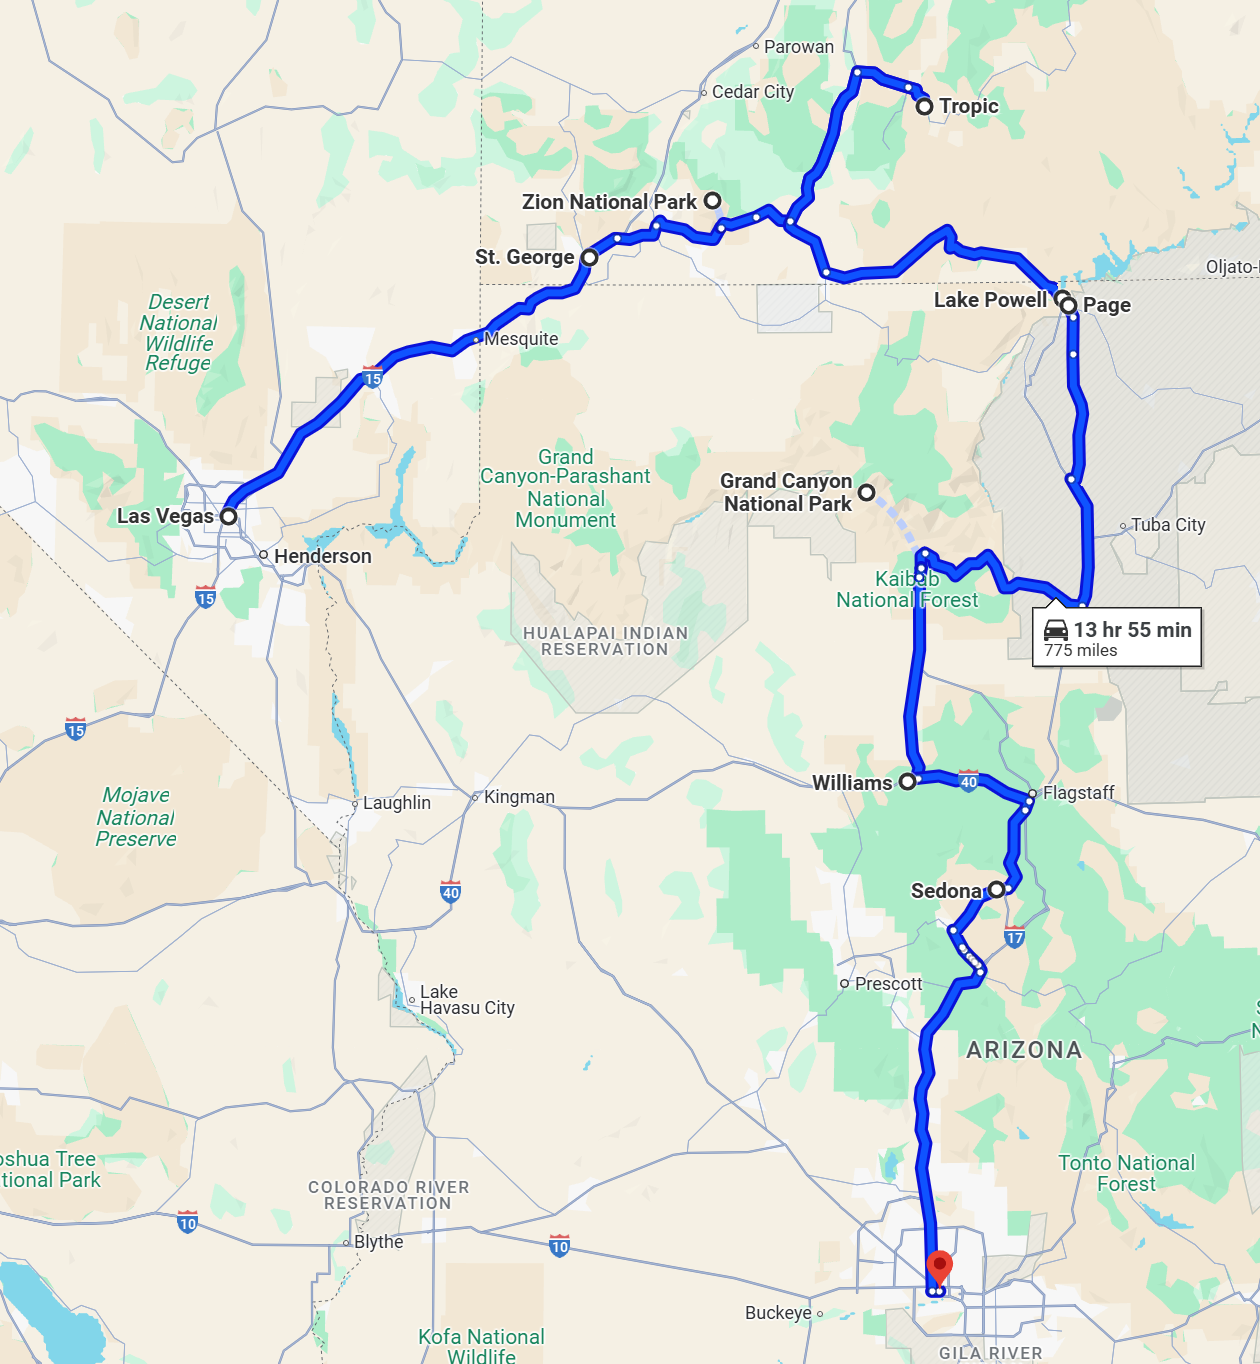 Parowan
Cedar City
Tropic
Zion National Park
St. George
Oljato-
Lake Powell
Page
Desert
National
Wildlife
Refuge
Mesquite
15
Grand
Canyon-Parashant
National
Monument
Grand Canyon
National Park
Las Vegas
Tuba City
Henderson
15
Kaibab
National Forest
HUALAPAI INDIAN
RESERVATION
13 hr 55 min
775 miles
15
Williams
40
Flagstaff
Mojave
National
Preserve
Laughlin
Kingman
40
Sedona
17
Prescott
Lake
Havasu City
ARIZONA
oshua Tree
tional Park
Tonto National
Forest
COLORADO RIVER
RESERVATION
10
Blythe
10
Buckeye
Kofa National
Wildlife
GILA RIVER